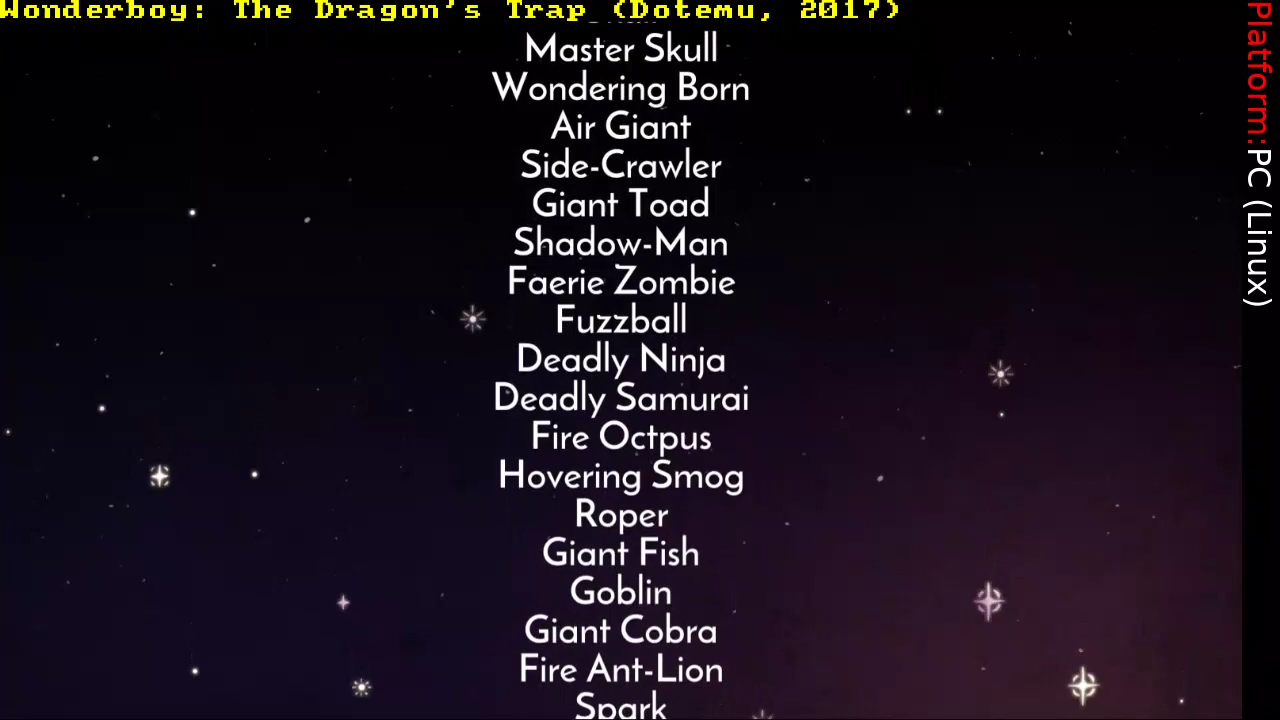 Wonderboy: The Dragon's Trap (Dotemu, 2017)
Master Skull
Wondering Born
Air Giant
Side-Crawler
Giant Toad
Shadow-Man
Faerie Zombie
Fuzzball
Deadly Ninja
Deadly Samurai
Fire Octpus
Hovering Smog
Roper
Giant Fish
Goblin
Giant Cobra
Fire Ant-Lion
Spark
Platform:PC (Linux)